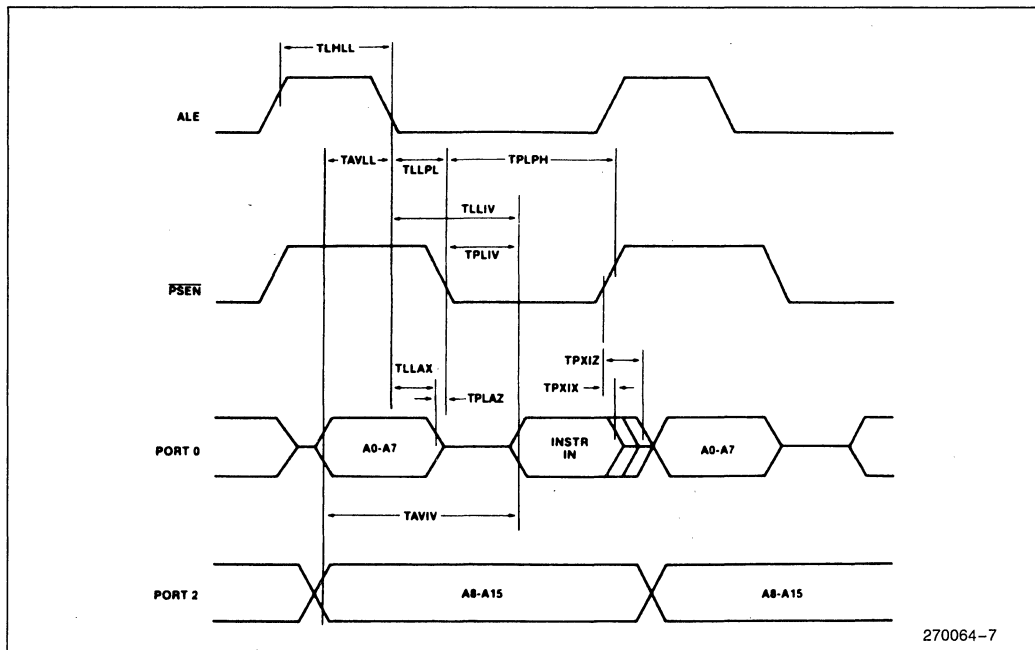 TLHLL
ALE
TAVLL
TLLPL
TPLPH
TLLIV
TPLIV
PSEN
TPXIZ
TLLAX
TPXIX
TPLAZ
PORT 0
A0-A7
INSTR
IN
A0-A7
TAVIV
PORT 2
A8-A15
A8-A15
270064-7